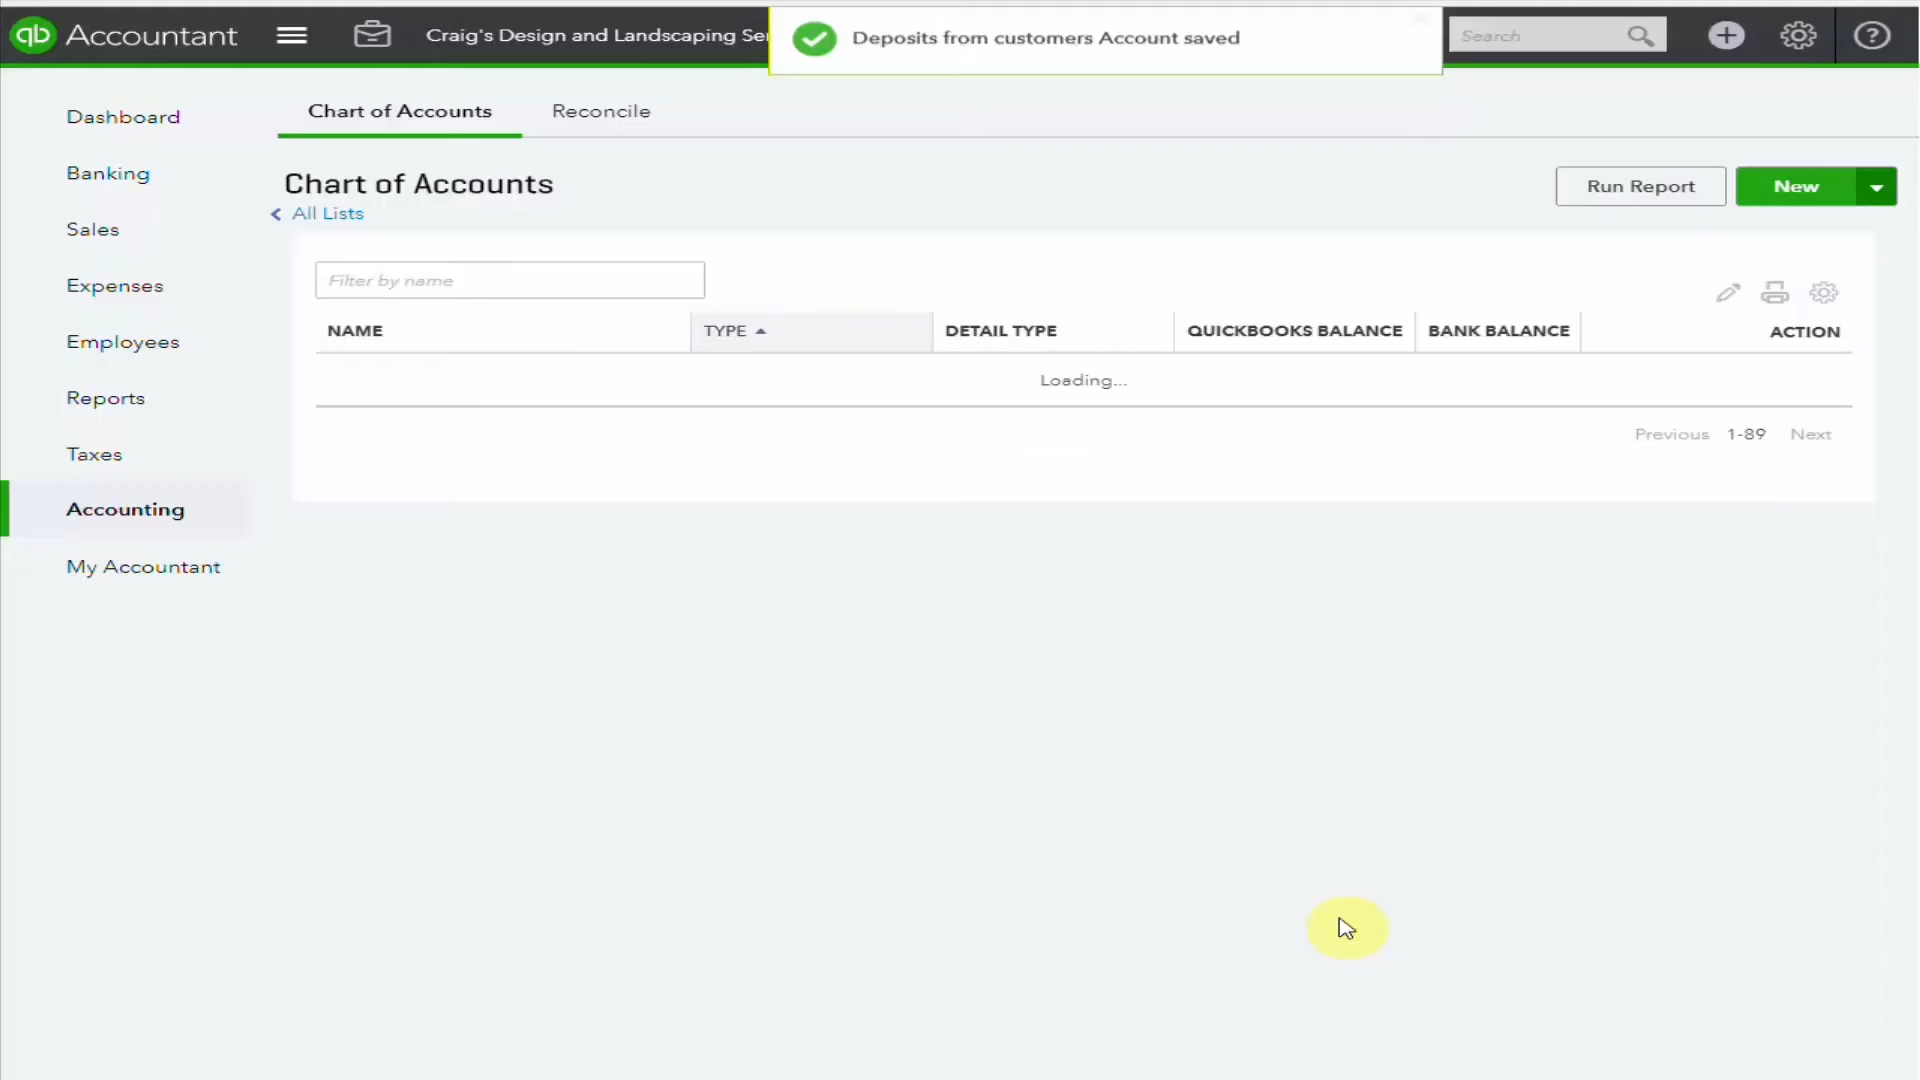 qb Accountant
Craig's Design and Landscaping Ser
Deposits from customers Account saved
Search
Dashboard
Banking
Sales
Expenses
Employees
Reports
Taxes
Accounting
My Accountant
Chart of Accounts
Reconcile
Chart of Accounts
All Lists
Run Report
New
Filter by name
NAME
TYPE
DETAIL TYPE
QUICKBOOKS BALANCE
BANK BALANCE
ACTION
Loading...
Previous 1-89 Next